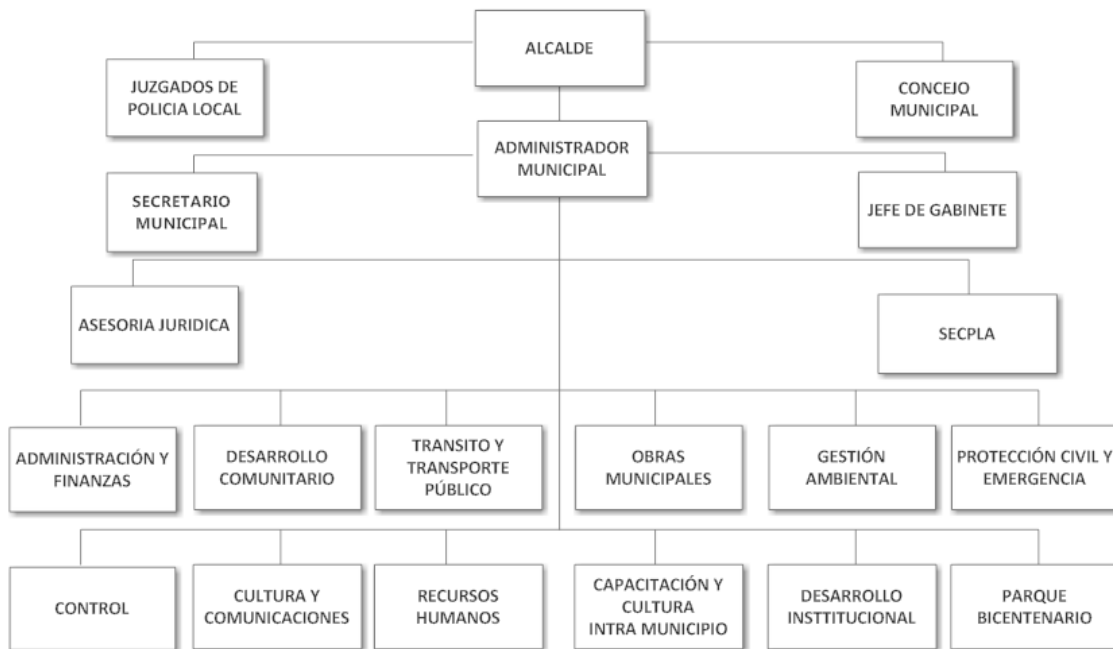 ALCALDE
JUZGADOS DE
POLICIA LOCAL
CONCEJO
MUNICIPAL
ADMINISTRADOR
MUNICIPAL
SECRETARIO
MUNICIPAL
JEFE DE GABINETE
ASESORIA JURIDICA
SECPLA
ADMINISTRACIÓN Y
FINANZAS
DESARROLLO
COMUNITARIO
TRANSITO Y
TRANSPORTE
PÚBLICO
OBRAS
MUNICIPALES
GESTIÓN
AMBIENTAL
PROTECCIÓN CIVIL Y
EMERGENCIA
CONTROL
CULTURA Y
COMUNICACIONES
RECURSOS
HUMANOS
CAPACITACIÓN Y
CULTURA
INTRA MUNICIPIO
DESARROLLO
INSTTITUCIONAL
PARQUE
BICENTENARIO